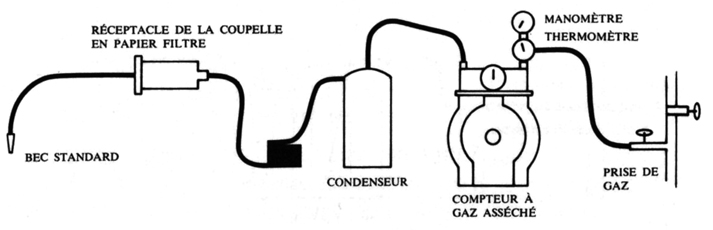 RÉCEPTACLE DE LA COUPELLE
EN PAPIER FILTRE
MANOMÈTRE
THERMOMÈTRE
BEC STANDARD
CONDENSEUR
COMPTEUR À
GAZ ASSÉCHÉ
PRISE DE
GAZ